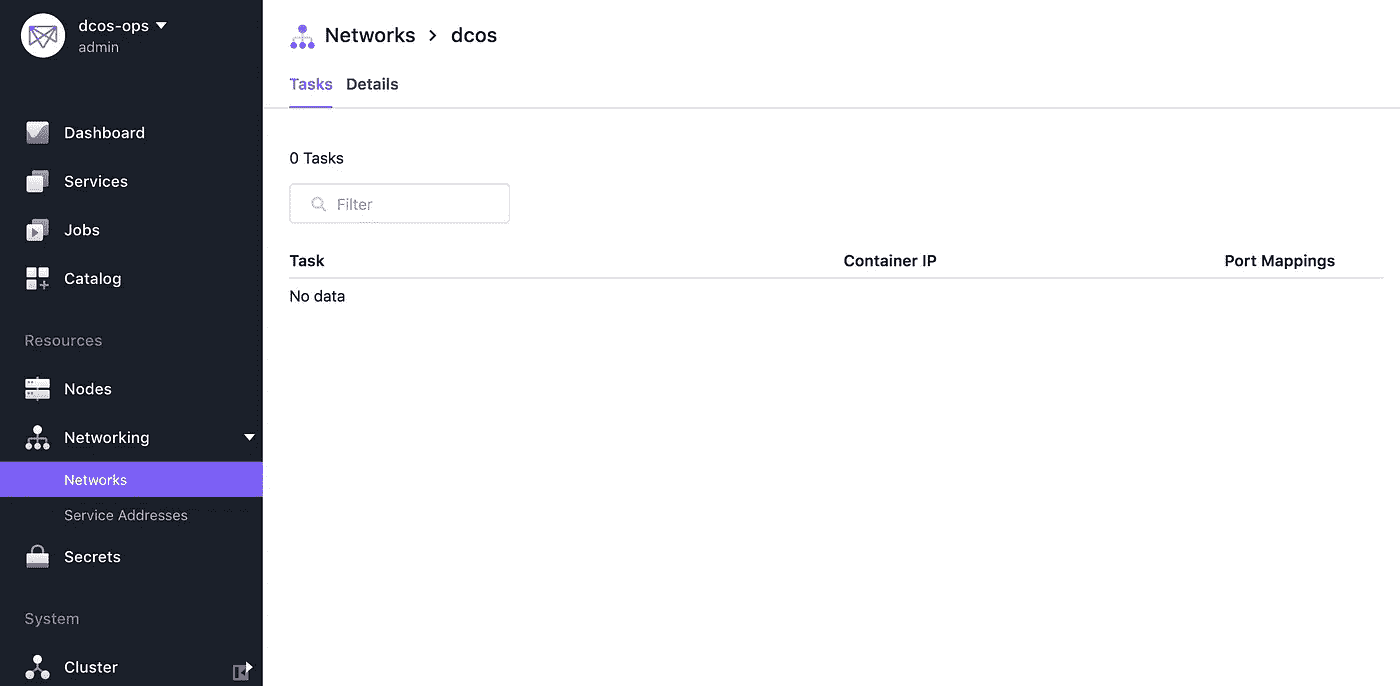 dcos-ops
admin
Dashboard
Services
Jobs
Catalog
Resources
Nodes
Networking
Networks
Service Addresses
Secrets
System
Cluster
Networks > dcos
Tasks Details
0 Tasks
Filter
Task Container IP Port Mappings
No data